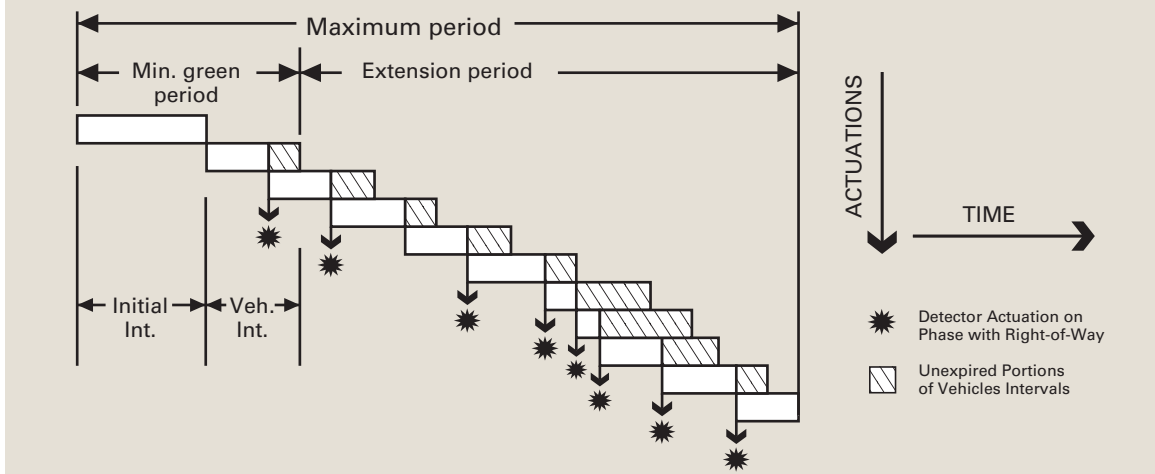 Maximum period
Min. green
period
Extension period
Initial
Int.
Veh.
Int.
ACTUATIONS
TIME
Detector Actuation on
Phase with Right-of-Way
Unexpired Portions
of Vehicles Intervals